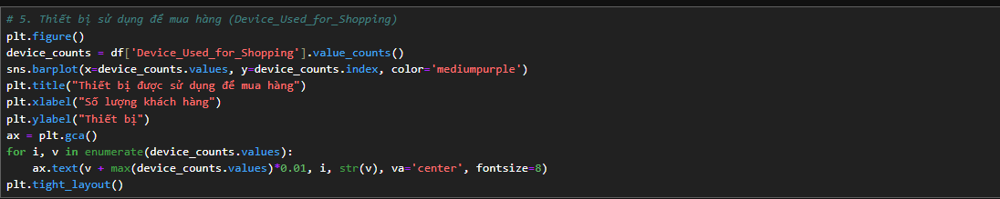 # 5. Thiết bị sử dụng để mua hàng (Device_Used_for_Shopping)
plt.figure()
device_counts = df['Device_Used_for_Shopping'].value_counts()
sns.barplot(x=device_counts.values, y=device_counts.index, color='mediumpurple')
plt.title("Thiết bị được sử dụng để mua hàng")
plt.xlabel("Số lượng khách hàng")
plt.ylabel("Thiết bị")
ax = plt.gca()
for i, v in enumerate(device_counts.values):
    ax.text(v + max(device_counts.values)*0.01, i, str(v), va='center', fontsize=8)
plt.tight_layout()